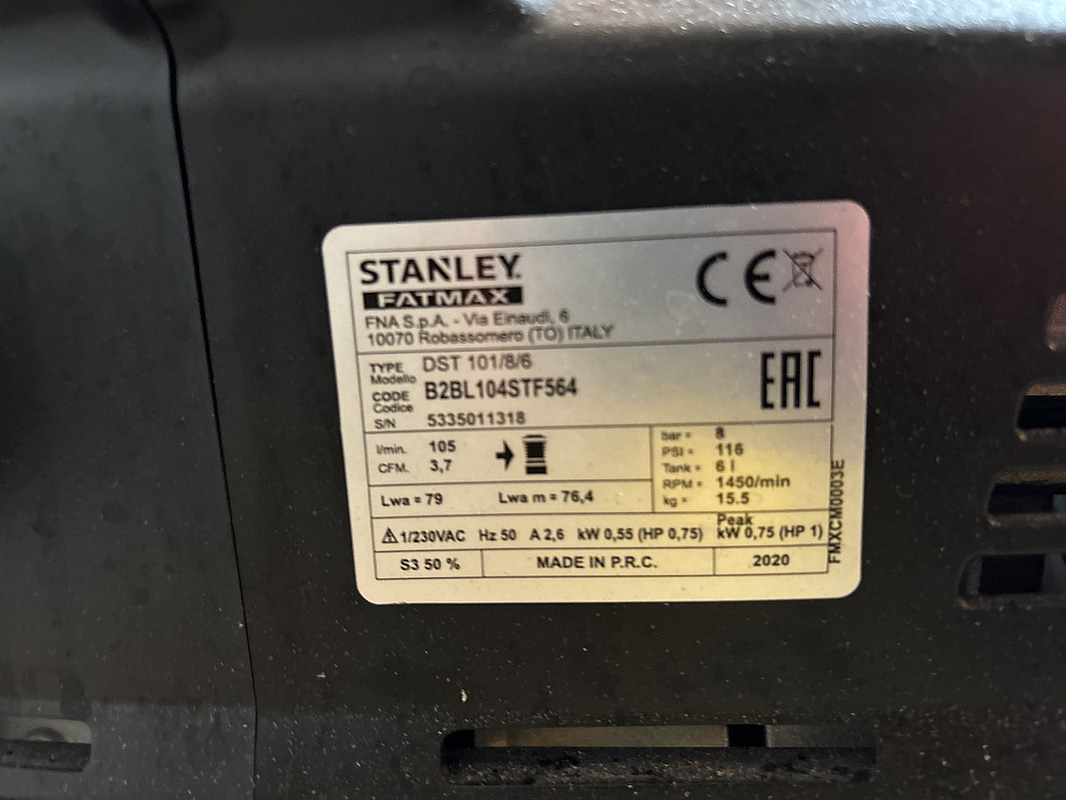 STANLEY.
FATMAX
CE
FNA S.p.A. - Via Einaudi, 6
10070 Robassomero (TO) ITALY
TYPE DST 101/8/6
Modello
EAC
CODE B2BL104STF564
Codice
S/N 5335011318
l/min. 105
CFM. 3,7
bar = 8
PSI = 116
Tank = 6 l
RPM = 1450/min
kg = 15.5
Lwa = 79 Lwa m = 76,4
Peak
1/230VAC Hz 50 A 2,6 kW 0,55 (HP 0,75) kW 0,75 (HP 1)
S3 50 % MADE IN P.R.C. 2020
FMXCM0003E